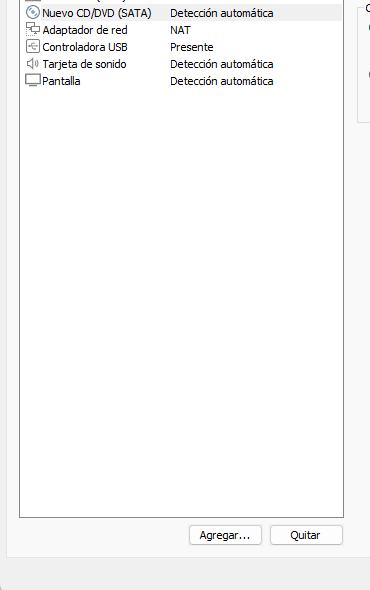 Nuevo CD/DVD (SATA) Detección automática
Adaptador de red NAT
Controladora USB Presente
Tarjeta de sonido Detección automática
Pantalla Detección automática
Agregar... Quitar